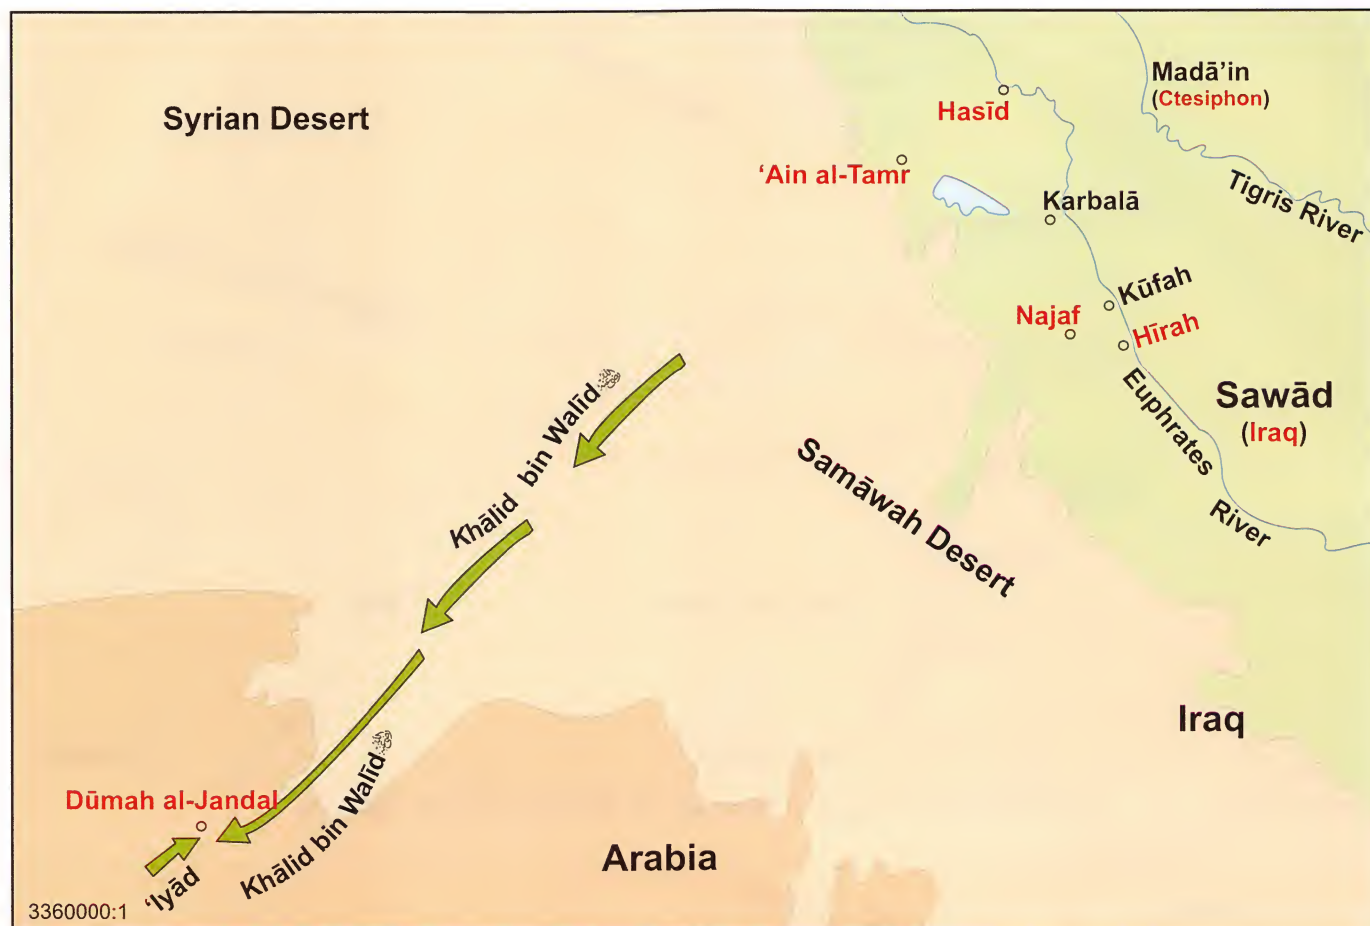 Syrian Desert
Madā’in
(Ctesiphon)
Hasīd
‘Ain al-Tamr
Tigris River
Karbalā
Kūfah
Najaf
Hīrah
Euphrates River
Sawād
(Iraq)
Khālid bin Walīd
Samāwah Desert
Iraq
Khālid bin Walīd
Dūmah al-Jandal
‘Iyād
Arabia
3360000:1